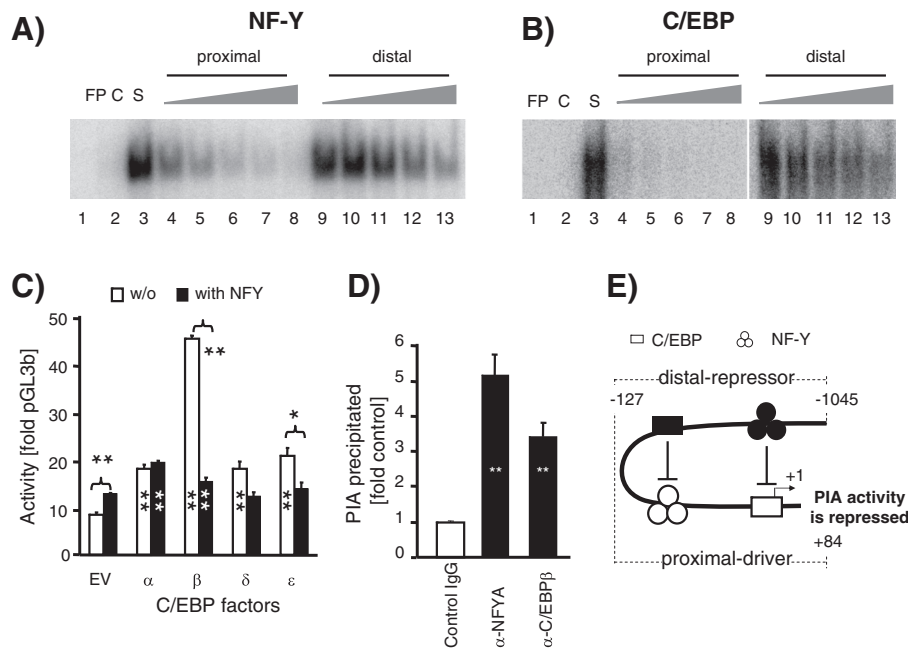 A)
NF-Y
proximal
distal
FP C S
1 2 3 4 5 6 7 8 9 10 11 12 13
B)
C/EBP
proximal
distal
FP C S
1 2 3 4 5 6 7 8 9 10 11 12 13
C)
w/o with NFY
Activity [fold pGL3b]
50
40
30
20
10
0
** ** ** ** ** ** ** ** * **
EV α β δ ε
C/EBP factors
D)
PIA precipitated
[fold control]
6
5
4
3
2
1
0
** **
Control IgG
α-NFYA
α-C/EBPβ
E)
C/EBP NF-Y
distal-repressor
-127 -1045
+1
PIA activity
is repressed
+84
proximal-driver